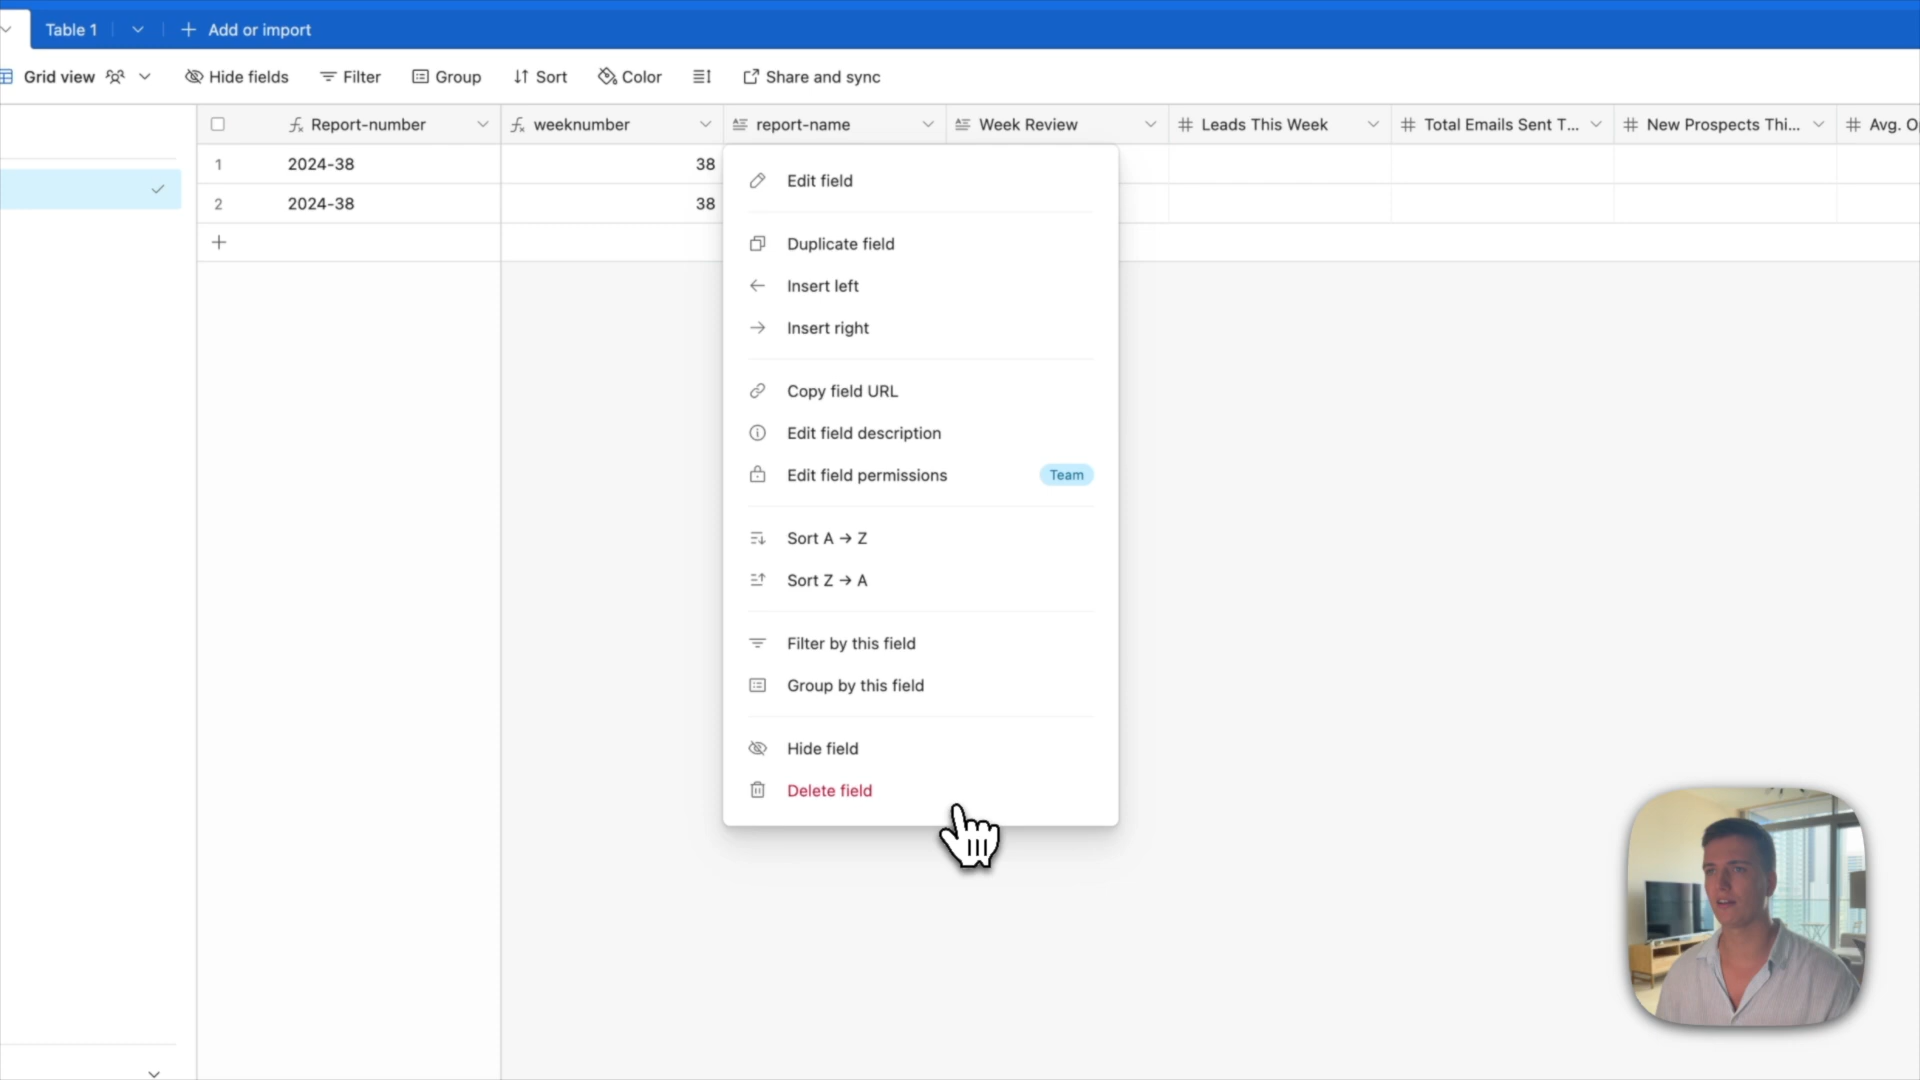 Table 1
Add or import
Grid view
Hide fields
Filter
Group
Sort
Color
Share and sync
Report-number
weeknumber
report-name
Week Review
Leads This Week
Total Emails Sent T...
New Prospects Thi...
Avg. O
1
2024-38
38
2
2024-38
38
Edit field
Duplicate field
Insert left
Insert right
Copy field URL
Edit field description
Edit field permissions
Team
Sort A → Z
Sort Z → A
Filter by this field
Group by this field
Hide field
Delete field